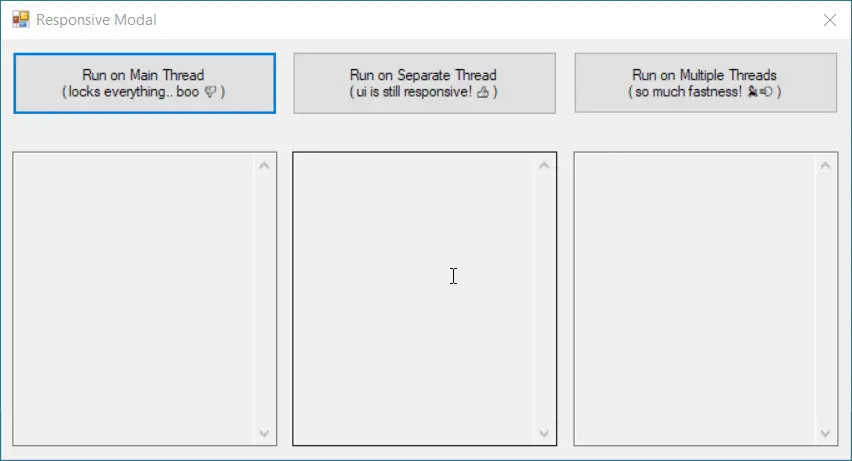 Responsive Modal
Run on Main Thread
( locks everything.. boo 👎 )
Run on Separate Thread
( ui is still responsive! 👍 )
Run on Multiple Threads
( so much fastness! )